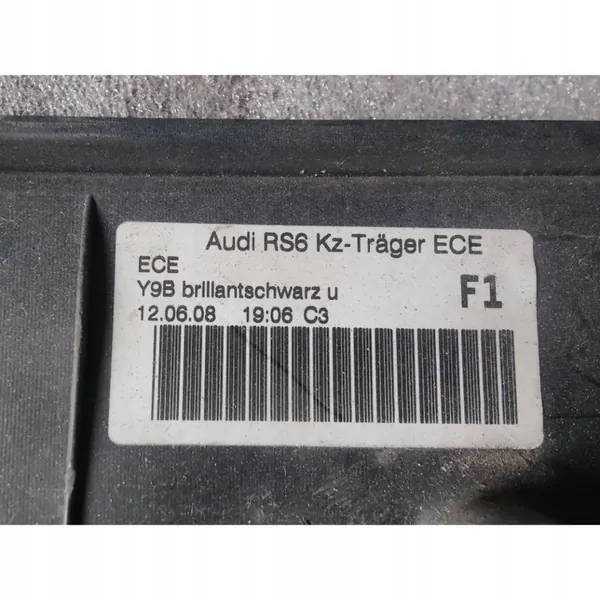 Audi RS6 Kz-Träger ECE
ECE
Y9B brillantschwarz u F1
12.06.08 19:06 C3